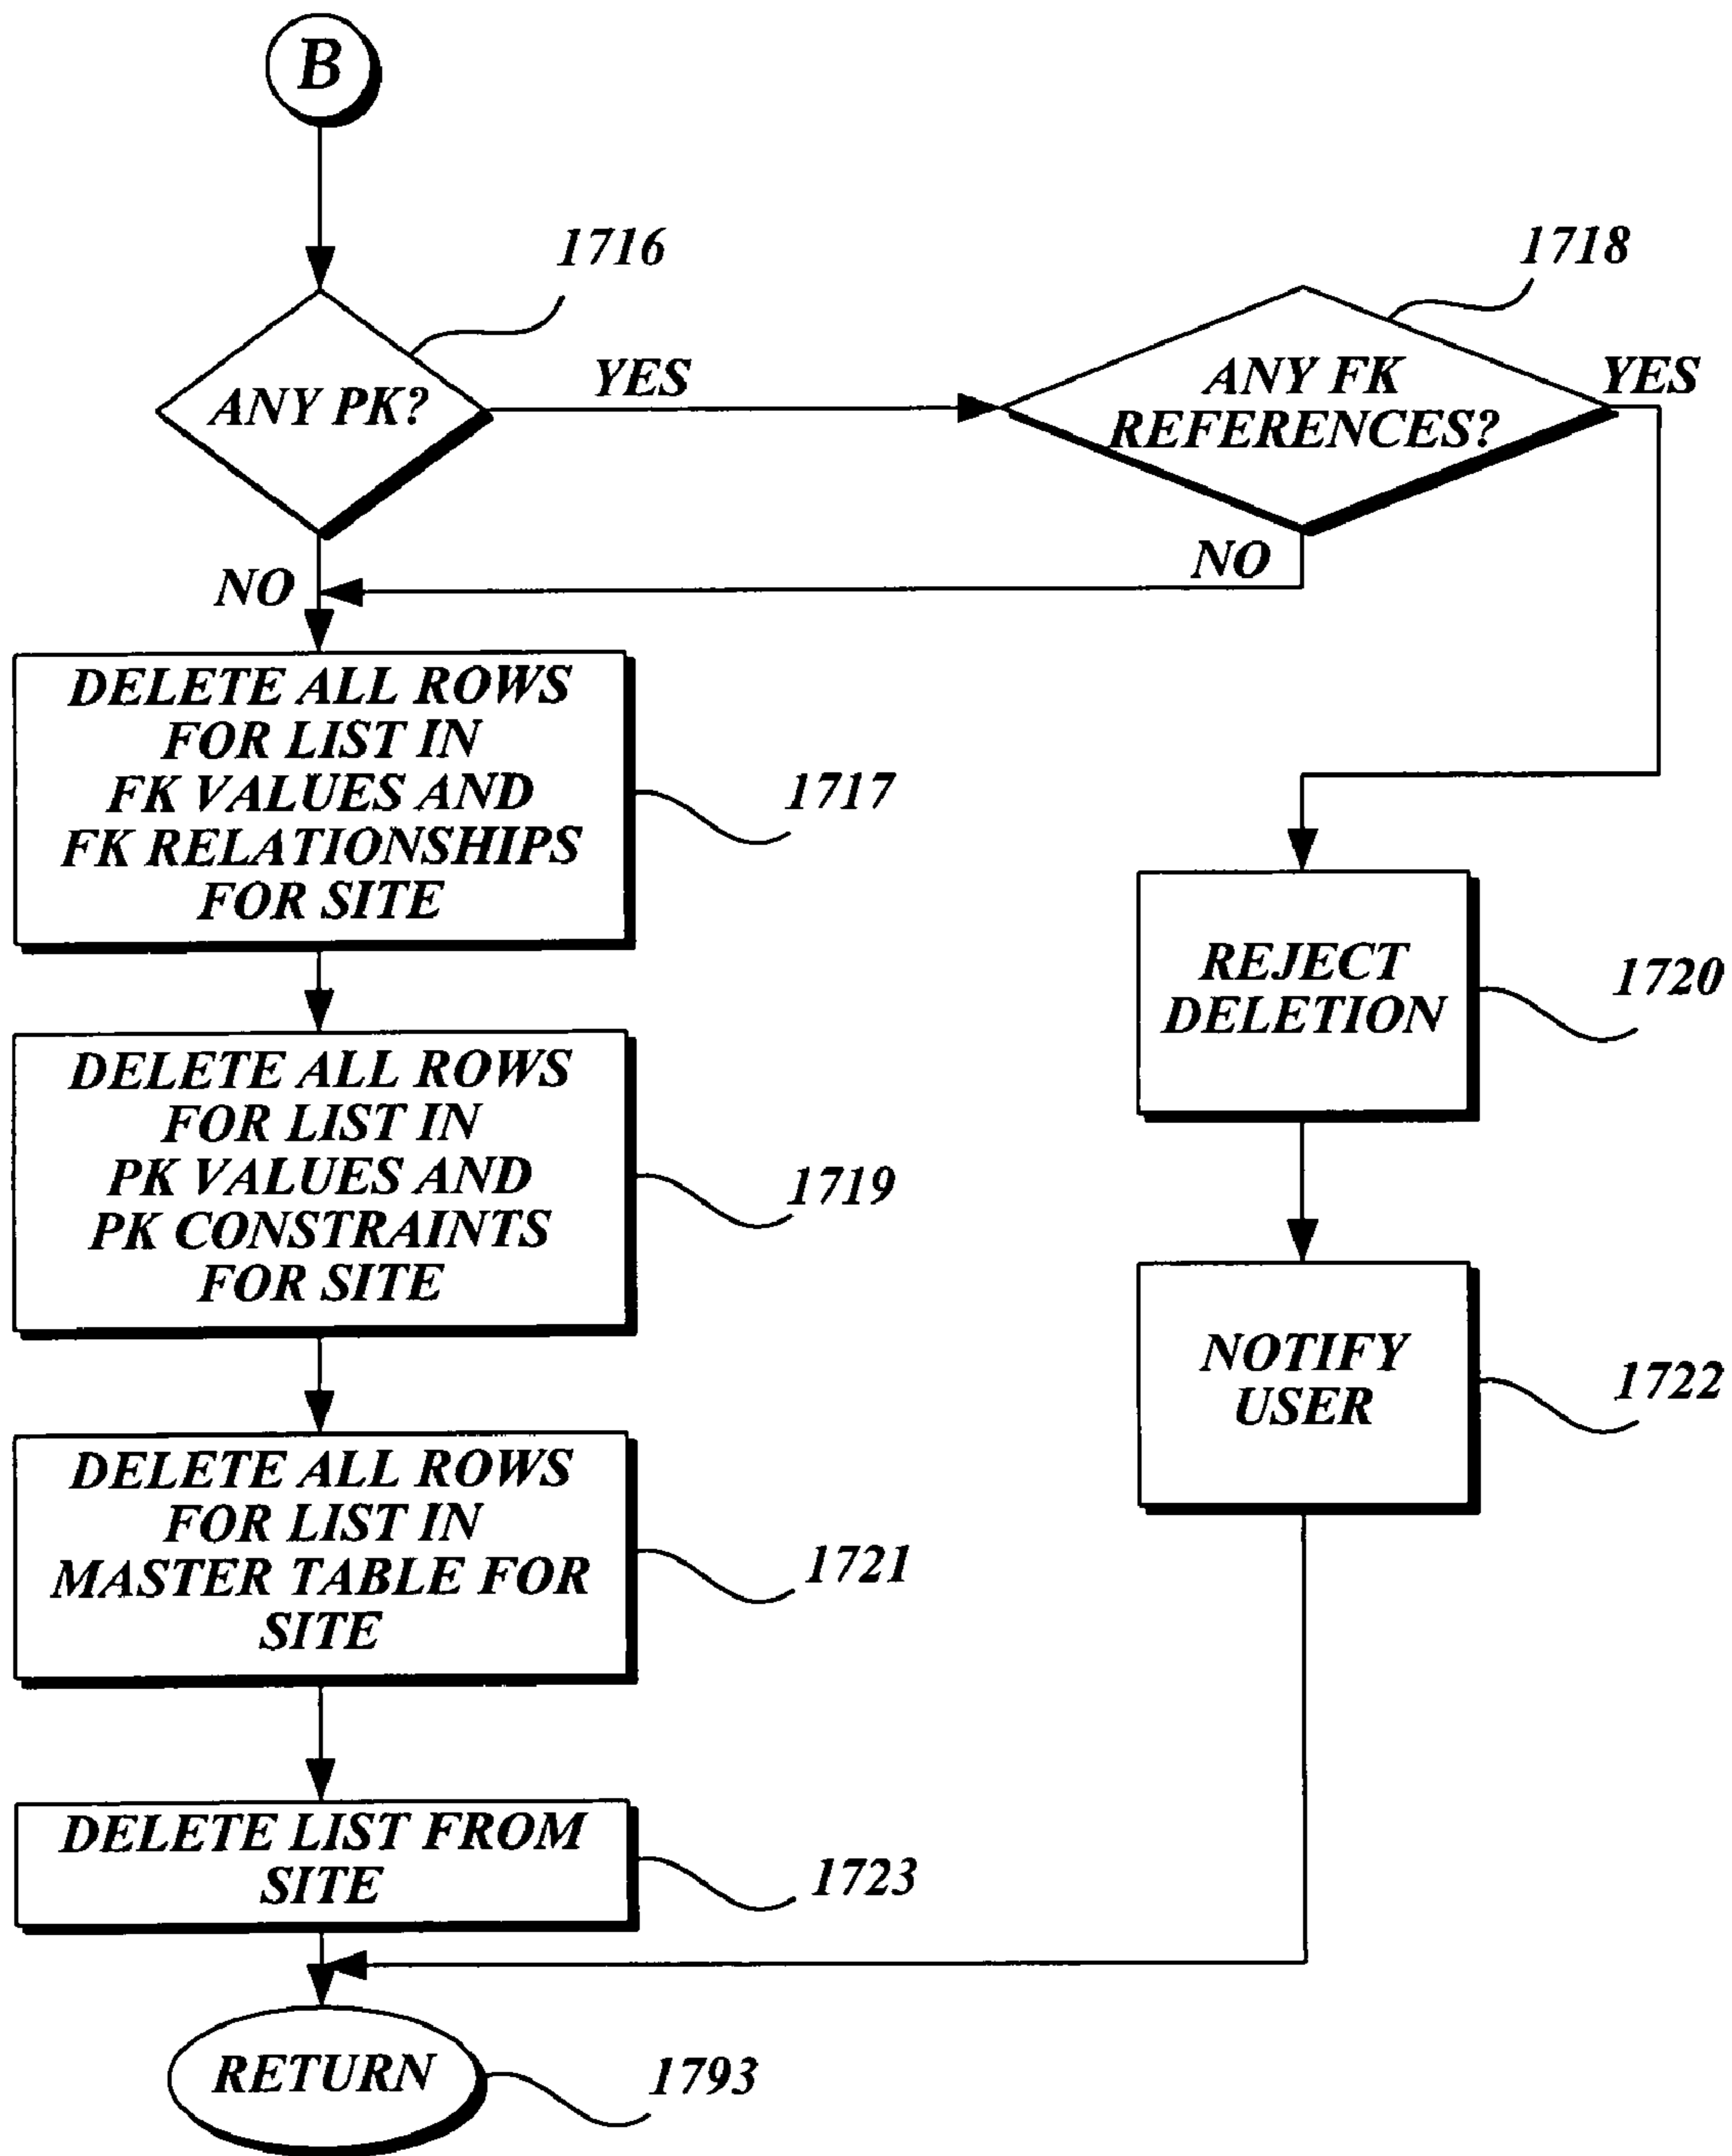 B
1716
1718
ANY PK?
YES
ANY FK
REFERENCES?
YES
NO
NO
DELETE ALL ROWS
FOR LIST IN
FK VALUES AND
FK RELATIONSHIPS
FOR SITE
1717
REJECT
DELETION
1720
DELETE ALL ROWS
FOR LIST IN
PK VALUES AND
PK CONSTRAINTS
FOR SITE
1719
NOTIFY
USER
1722
DELETE ALL ROWS
FOR LIST IN
MASTER TABLE FOR
SITE
1721
DELETE LIST FROM
SITE
1723
RETURN
1793